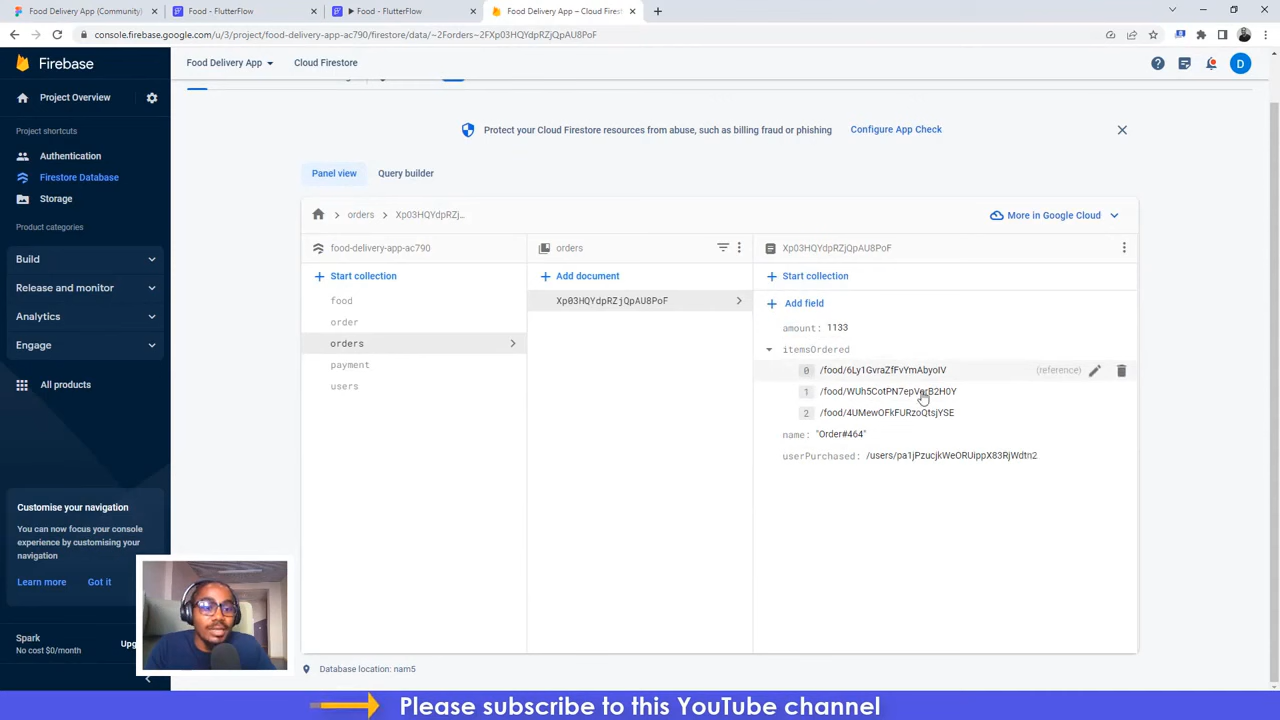 Food Delivery App (Community)
Food - FlutterFlow
Food - FlutterFlow
Food Delivery App – Cloud Fires
console.firebase.google.com/u/3/project/food-delivery-app-ac790/firestore/data/~2Forders~2FXp03HQYdpRZjQpAU8PoF
Firebase
Food Delivery App
Cloud Firestore
D
Project Overview
Project shortcuts
Authentication
Firestore Database
Storage
Product categories
Build
Release and monitor
Analytics
Engage
All products
Customise your navigation
You can now focus your console
experience by customising your
navigation
Learn more
Got it
Spark
No cost $0/month
Upg
Protect your Cloud Firestore resources from abuse, such as billing fraud or phishing
Configure App Check
Panel view
Query builder
orders
Xp03HQYdpRZj…
More in Google Cloud
food-delivery-app-ac790
Start collection
food
order
orders
payment
users
orders
Add document
Xp03HQYdpRZjQpAU8PoF
Xp03HQYdpRZjQpAU8PoF
Start collection
Add field
amount: 1133
itemsOrdered
0 /food/6Ly1GvraZfFvYmAbyoIV (reference)
1
2 /food/4UMewOFkFURzoQtsjYSE
name: "Order#464"
userPurchased: /users/pa1jPzucjkWeORUippX83RjWdtn2
Database location: nam5
Please subscribe to this YouTube channel